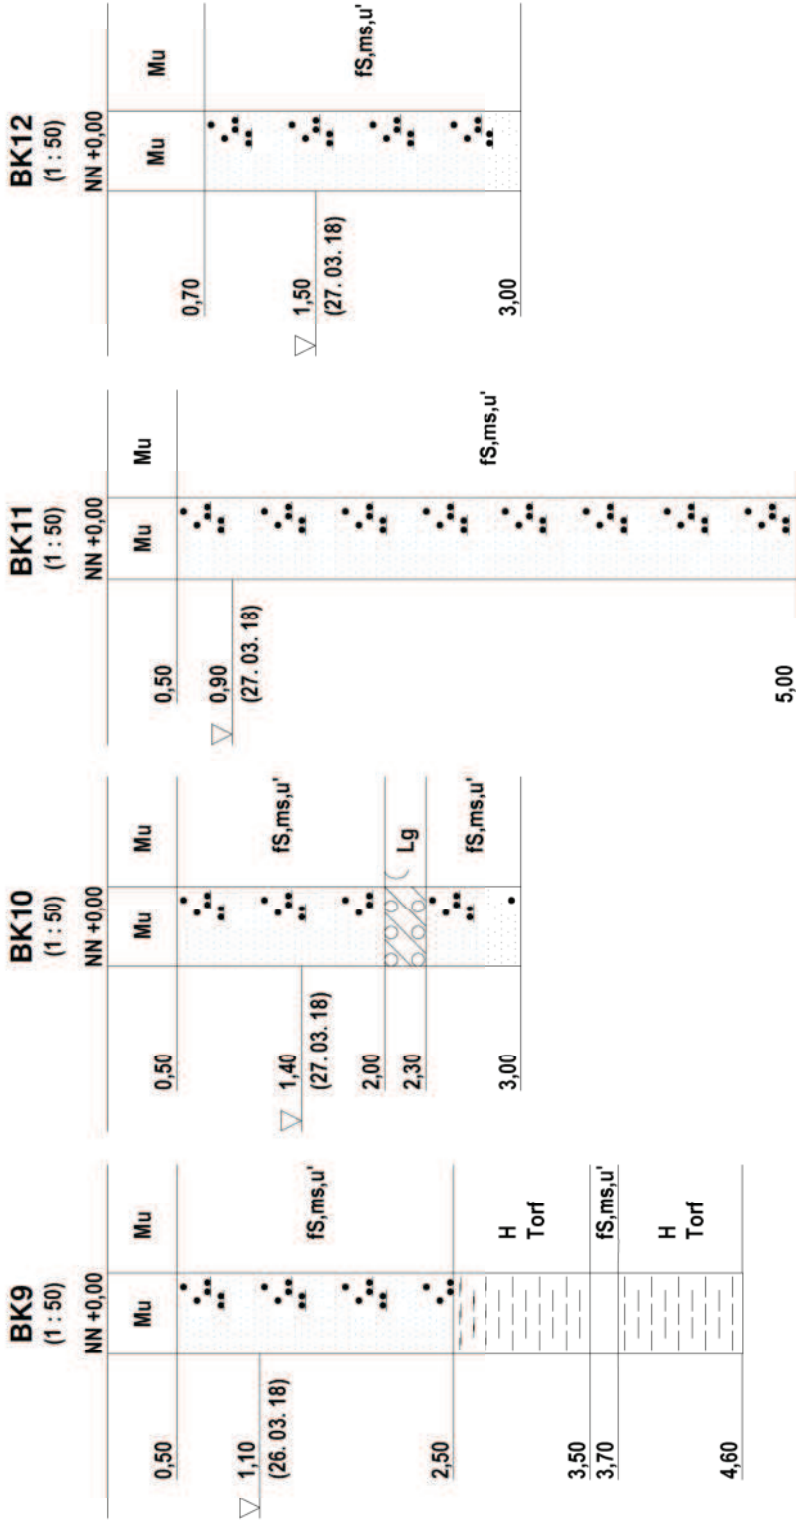 BK9
(1 : 50)
NN +0,00
Mu
Mu
0,50
fS,ms,u'
1,10
(26. 03. 18)
2,50
H
Torf
3,50
fS,ms,u'
3,70
H
Torf
4,60
BK10
(1 : 50)
NN +0,00
Mu
Mu
0,50
fS,ms,u'
1,40
(27. 03. 18)
2,00
Lg
2,30
fS,ms,u'
3,00
BK11
(1 : 50)
NN +0,00
Mu
Mu
0,50
0,90
(27. 03. 18)
fS,ms,u'
5,00
BK12
(1 : 50)
NN +0,00
Mu
Mu
0,70
fS,ms,u'
1,50
(27. 03. 18)
3,00